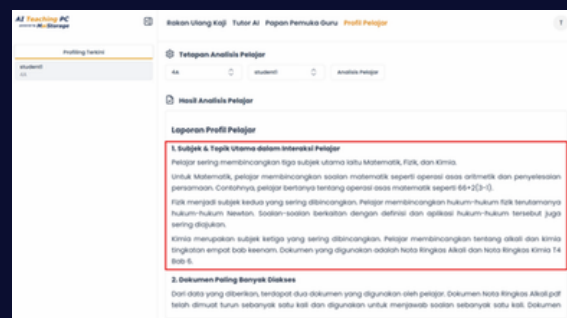 AI Teaching PC
Rakan Ulang Kaji Tutor AI Papan Pemuka Guru Profil Pelajar
T
Profiling Terkini
student1
4A
Tetapan Analisis Pelajar
4A student1 Analisis Pelajar
Hasil Analisis Pelajar
Laporan Profil Pelajar
1. Subjek & Topik Utama dalam Interaksi Pelajar
Pelajar sering membincangkan tiga subjek utama iaitu Matematik, Fizik, dan Kimia.
Untuk Matematik, pelajar membincangkan soalan matematik seperti operasi asas aritmetik dan penyelesaian
persamaan. Contohnya, pelajar bertanya tentang operasi asas matematik seperti 66+2(3-1).
Fizik menjadi subjek kedua yang sering dibincangkan. Pelajar membincangkan hukum-hukum fizik terutamanya
hukum-hukum Newton. Soalan-soalan berkaitan dengan definisi dan aplikasi hukum-hukum tersebut juga
sering diajukan.
Kimia merupakan subjek ketiga yang sering dibincangkan. Pelajar membincangkan tentang alkali dan kimia
tingkatan empat bab keenam. Dokumen yang digunakan adalah Nota Ringkas Alkali dan Nota Ringkas Kimia T4
Bab 6.
2. Dokumen Paling Banyak Diakses
Dari data yang diberikan, terdapat dua dokumen yang digunakan oleh pelajar. Dokumen Nota Ringkas Alkali.pdf
telah dimuat turun sebanyak satu kali dan digunakan untuk menjawab soalan sebanyak satu kali. Dokumen